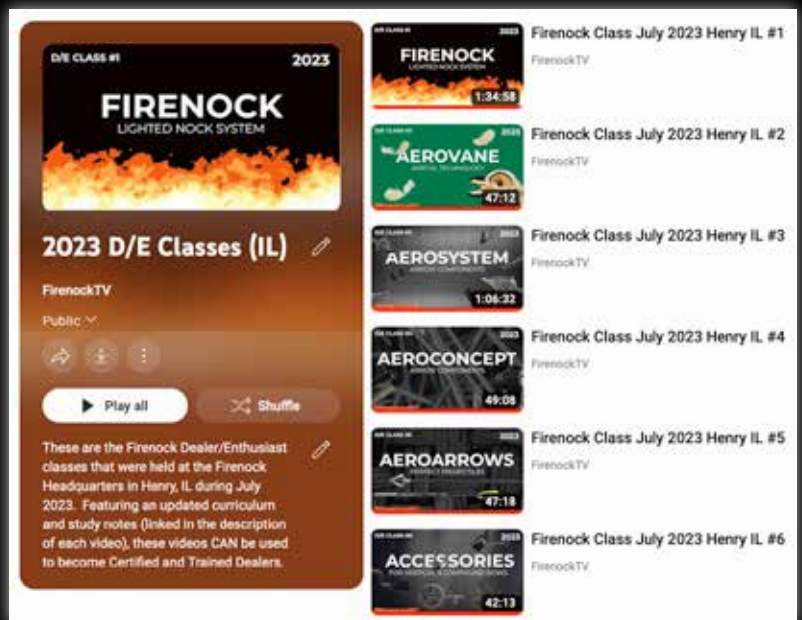 D/E CLASS #1
2023
FIRENOCK
LIGHTED NOCK SYSTEM
2023 D/E Classes (IL)
FirenockTV
Public
Play all
Shuffle
These are the Firenock Dealer/Enthusiast
classes that were held at the Firenock
Headquarters in Henry, IL during July
2023. Featuring an updated curriculum
and study notes (linked in the description
of each video), these videos CAN be used
to become Certified and Trained Dealers.
2023
FIRENOCK
LIGHTED NOCK SYSTEM
1:34:58
Firenock Class July 2023 Henry IL #1
FirenockTV
2023
AEROVANE
47:12
Firenock Class July 2023 Henry IL #2
FirenockTV
2023
AEROSYSTEM
ARROW COMPONENTS
1:06:32
Firenock Class July 2023 Henry IL #3
FirenockTV
2023
AEROCONCEPT
ARROW COMPONENTS
49:08
Firenock Class July 2023 Henry IL #4
FirenockTV
2023
AEROARROWS
PERFECT PROJECTILES
47:18
Firenock Class July 2023 Henry IL #5
FirenockTV
2023
ACCESSORIES
FOR VERTICAL & COMPOUND BOWS
42:13
Firenock Class July 2023 Henry IL #6
FirenockTV